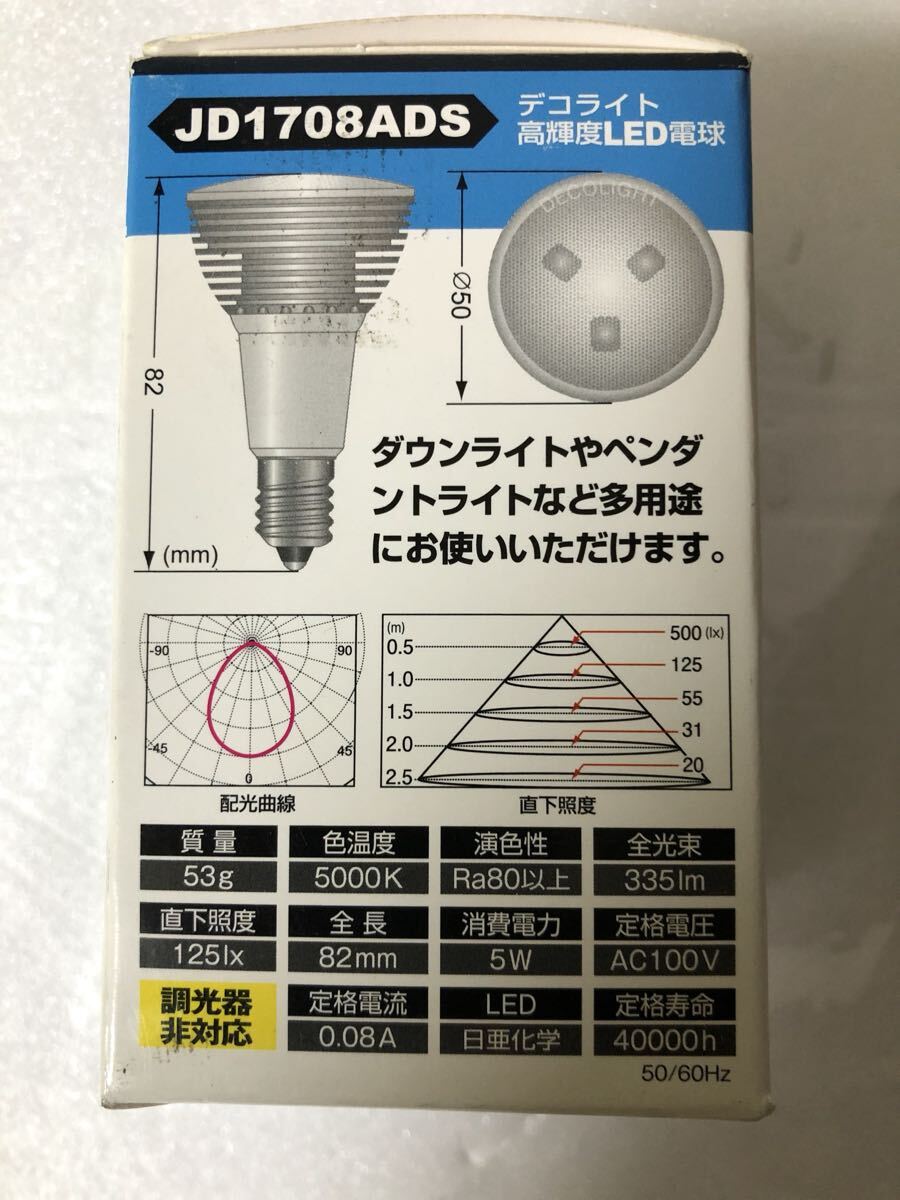 JD1708ADS
デコライト
高輝度LED電球
DECOLIGHT
Ø50
82
(mm)
ダウンライトやペンダ
ントライトなど多用途
にお使いいただけます。
-90
90
-45
45
0
配光曲線
(m)
0.5
500 (lx)
1.0
125
1.5
55
2.0
31
2.5
20
直下照度
質量
色温度
演色性
全光束
53g
5000K
Ra80以上
335lm
直下照度
全長
消費電力
定格電圧
125lx
82mm
5W
AC100V
調光器
非対応
定格電流
LED
定格寿命
0.08A
日亜化学
40000h
50/60Hz